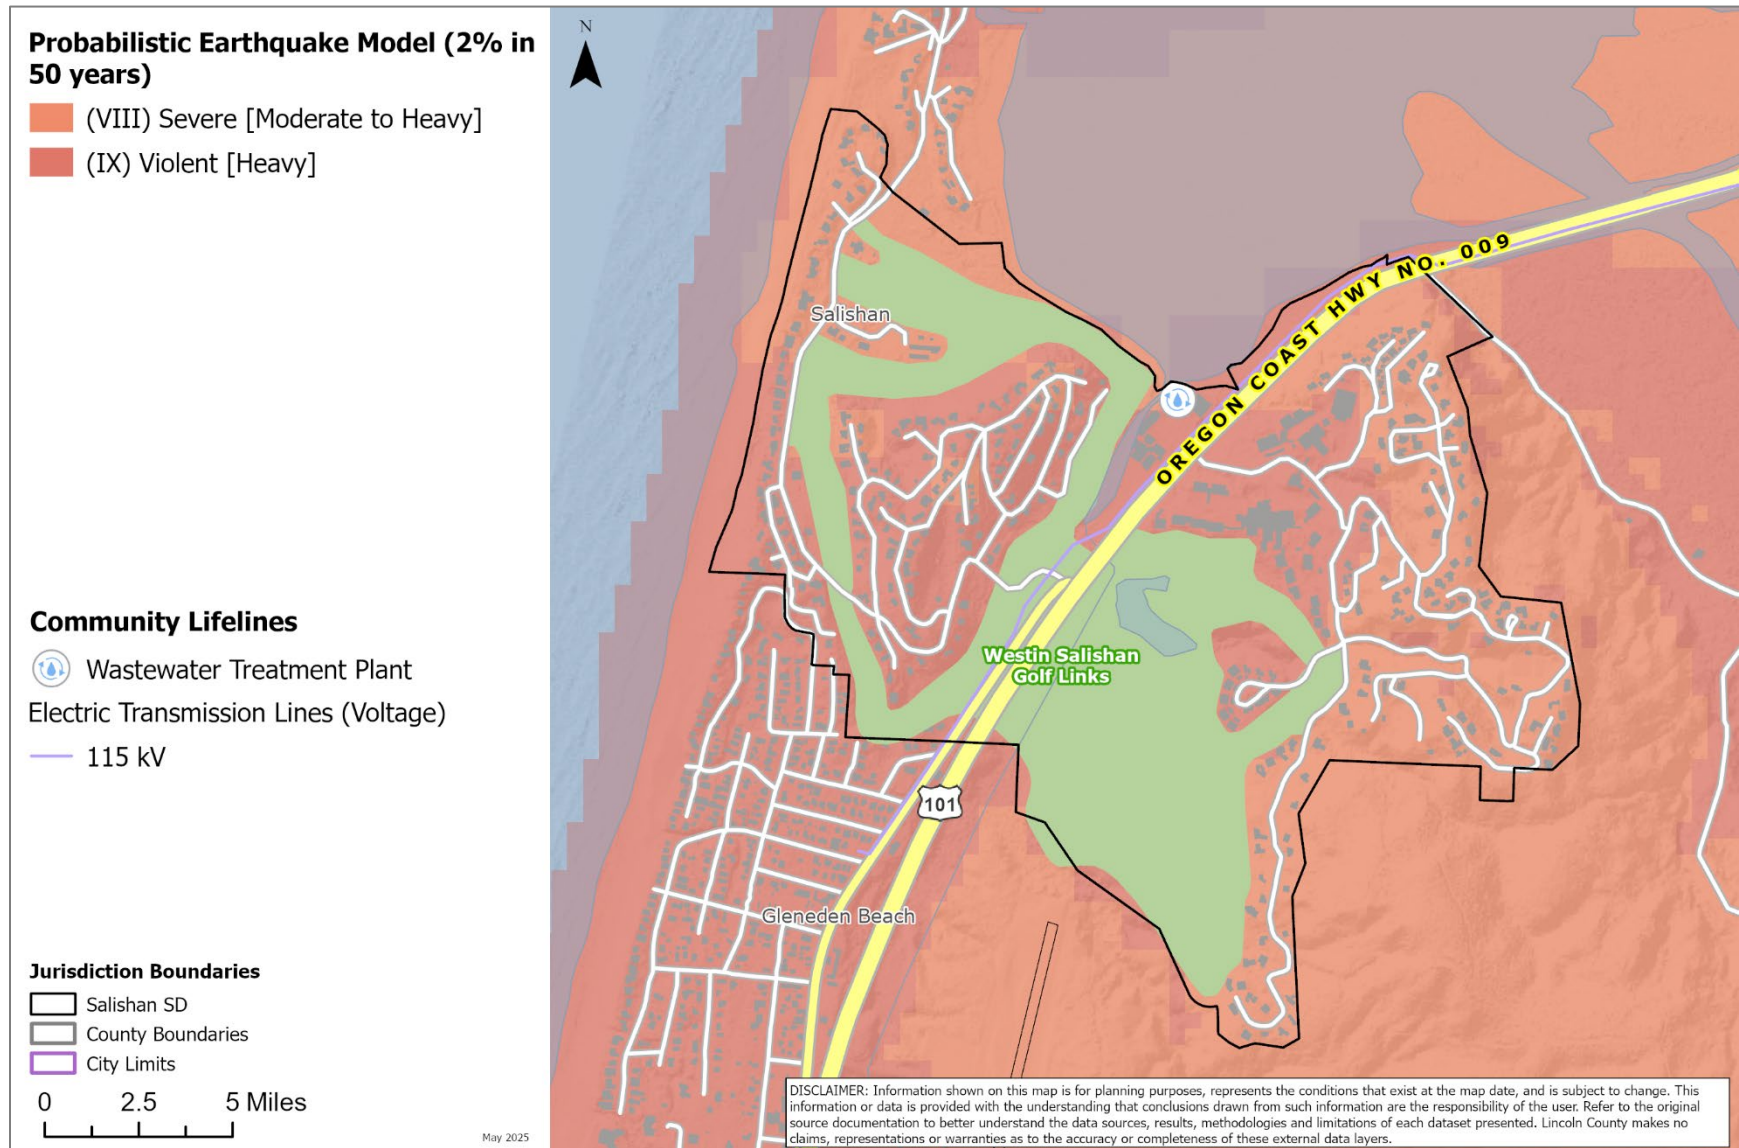 Probabilistic Earthquake Model (2% in
50 years)
(VIII) Severe [Moderate to Heavy]
(IX) Violent [Heavy]
Community Lifelines
Wastewater Treatment Plant
Electric Transmission Lines (Voltage)
115 kV
Jurisdiction Boundaries
Salishan SD
County Boundaries
City Limits
0 2.5 5 Miles
May 2025
N
OREGON COAST HWY NO. 009
Salishan
Westin Salishan
Golf Links
101
Gleneden Beach
DISCLAIMER: Information shown on this map is for planning purposes, represents the conditions that exist at the map date, and is subject to change. This
information or data is provided with the understanding that conclusions drawn from such information are the responsibility of the user. Refer to the original
source documentation to better understand the data sources, results, methodologies and limitations of each dataset presented. Lincoln County makes no
claims, representations or warranties as to the accuracy or completeness of these external data layers.